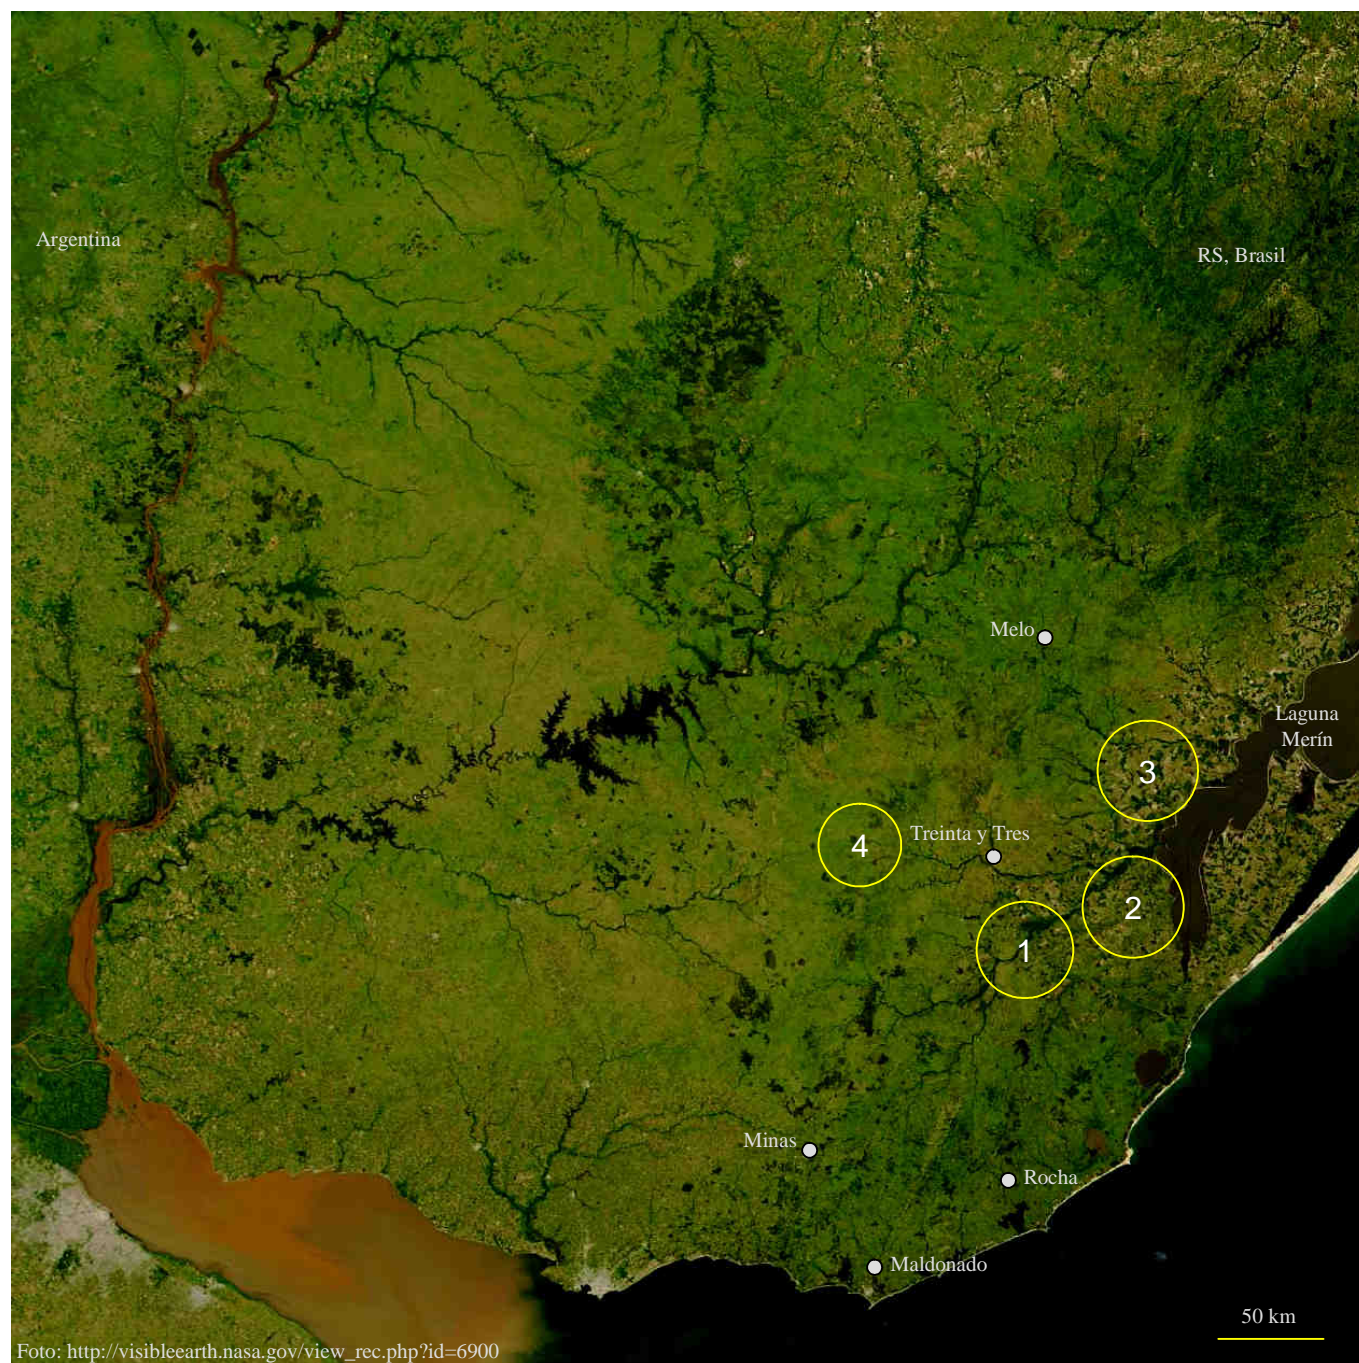 Argentina
RS, Brasil
Melo
Laguna
Merín
3
Treinta y Tres
4
2
1
Minas
Rocha
Maldonado
50 km
Foto: http://visibleearth.nasa.gov/view_rec.php?id=6900